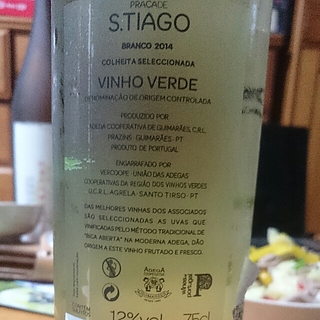 PRAÇA DE
S.TIAGO
BRANCO 2014
COLHEITA SELECCIONADA
VINHO VERDE
DENOMINAÇÃO DE ORIGEM CONTROLADA
PRODUZIDO POR
ADEGA COOPERATIVA DE GUIMARÃES, C.R.L.
PRAZINS · GUIMARÃES · PT
PRODUTO DE PORTUGAL
ENGARRAFADO POR
VERCOOPE · UNIÃO DAS ADEGAS
COOPERATIVAS DA REGIÃO DOS VINHOS VERDES
U.C.R.L. AGRELA · SANTO TIRSO · PT
DAS MELHORES VINHAS DOS ASSOCIADOS
SÃO SELECCIONADAS AS UVAS QUE
VINIFICADAS PELO MÉTODO TRADICIONAL DE
"BICA ABERTA" NA MODERNA ADEGA, DÃO
ORIGEM A ESTE VINHO FRUTADO E FRESCO.
ADEGA
CONTÉM
12%vol 75cl